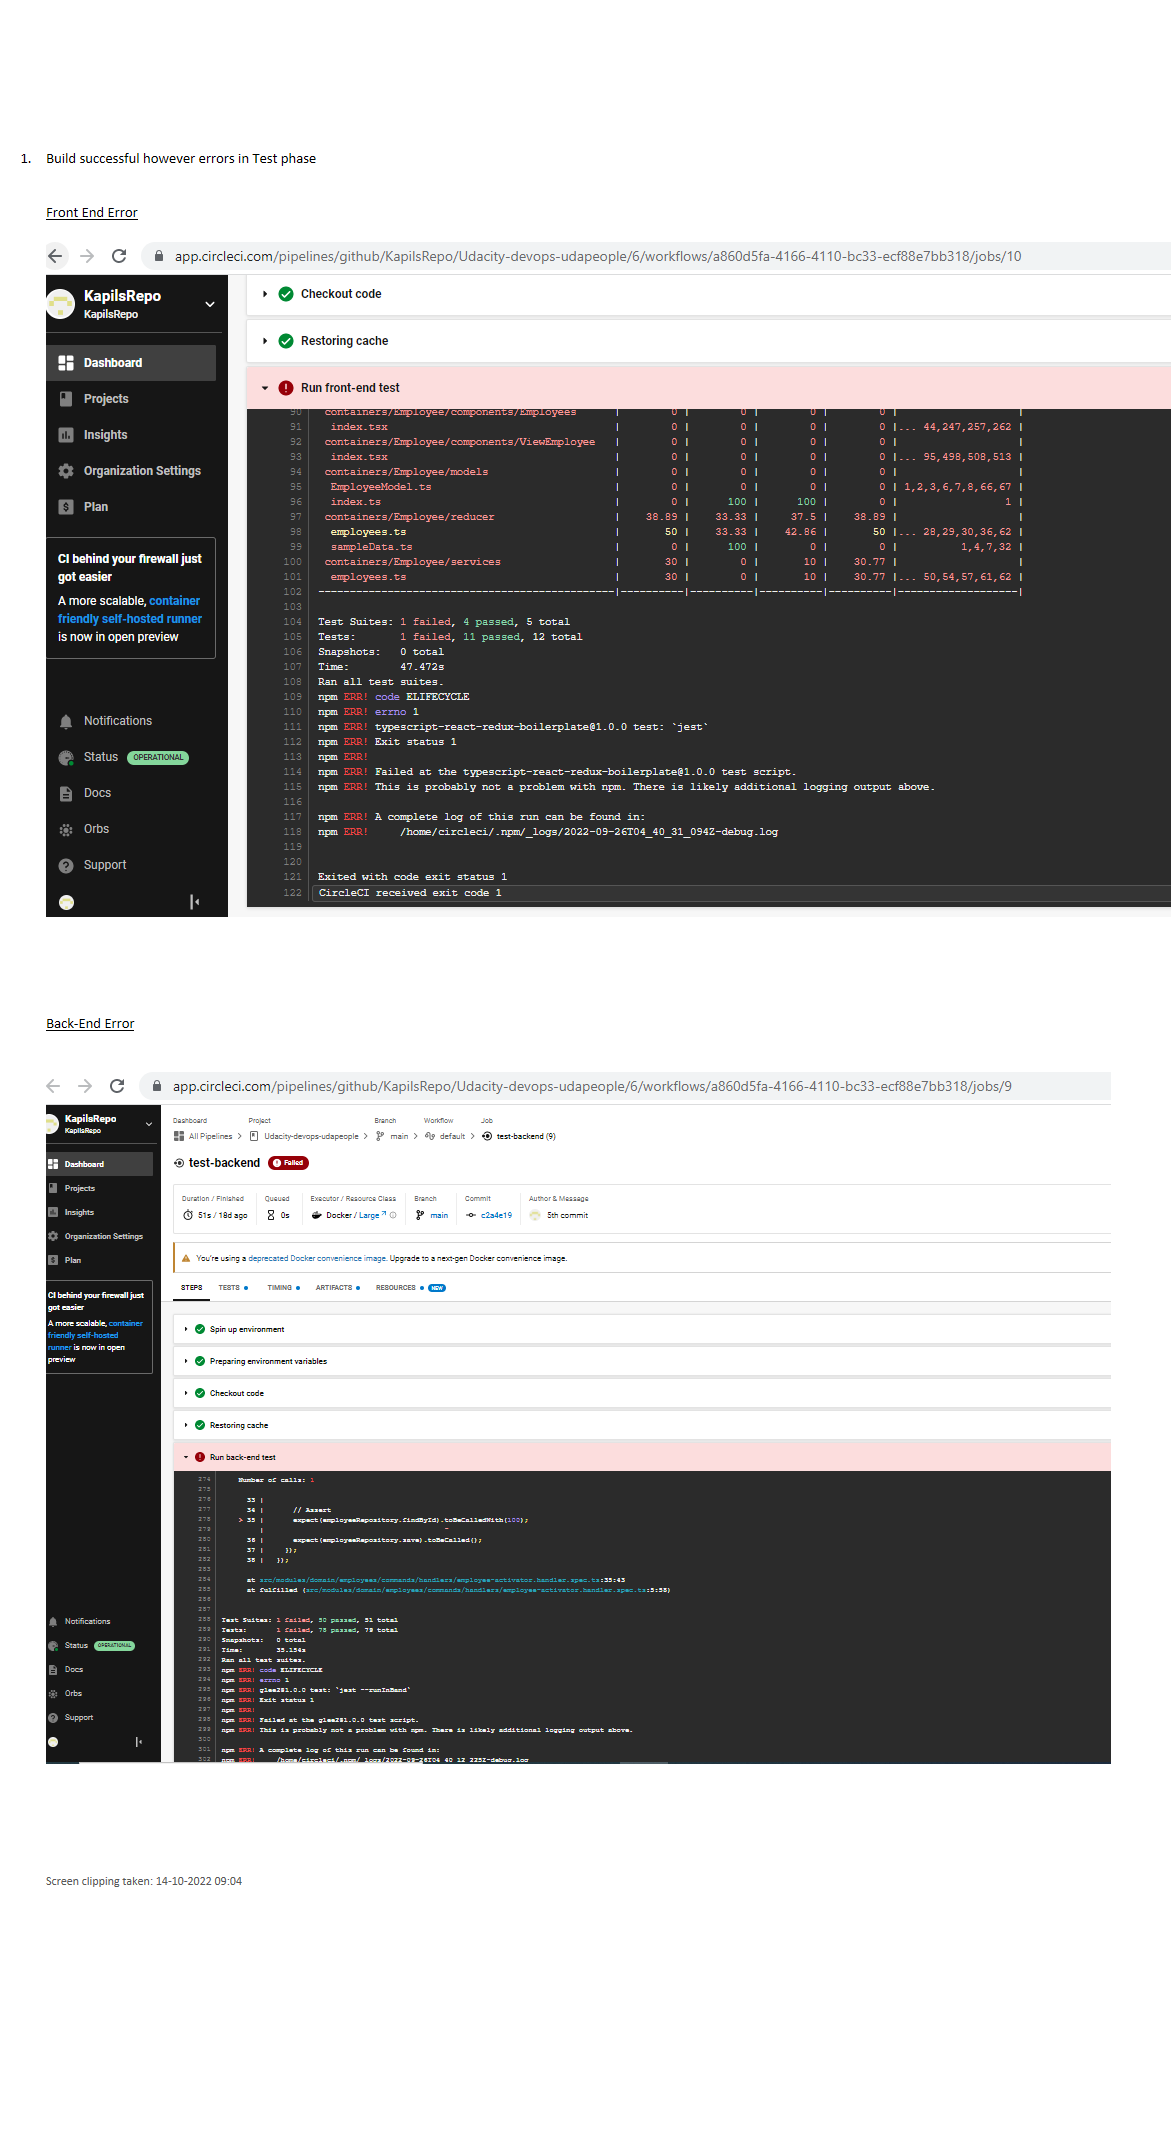 1. Build successful however errors in Test phase
Front End Error
app.circleci.com/pipelines/github/KapilsRepo/Udacity-devops-udapeople/6/workflows/a860d5fa-4166-4110-bc33-ecf88e7bb318/jobs/10
KapilsRepo
KapilsRepo
Dashboard
Projects
Insights
Organization Settings
Plan
CI behind your firewall just
got easier
A more scalable, container
friendly self-hosted runner
is now in open preview
Notifications
Status OPERATIONAL
Docs
Orbs
Support
Checkout code
Restoring cache
Run front-end test
90 containers/Employee/components/Employees | 0 | 0 | 0 | 0 | |
91 index.tsx | 0 | 0 | 0 | 0 |... 44,247,257,262 |
92 containers/Employee/components/ViewEmployee | 0 | 0 | 0 | 0 | |
93 index.tsx | 0 | 0 | 0 | 0 |... 95,498,508,513 |
94 containers/Employee/models | 0 | 0 | 0 | 0 | |
95 EmployeeModel.ts | 0 | 0 | 0 | 0 | 1,2,3,6,7,8,66,67 |
96 index.ts | 0 | 100 | 100 | 0 | 1 |
97 containers/Employee/reducer | 38.89 | 33.33 | 37.5 | 38.89 | |
98 employees.ts | 50 | 33.33 | 42.86 | 50 |... 28,29,30,36,62 |
99 sampleData.ts | 0 | 100 | 0 | 0 | 1,4,7,32 |
100 containers/Employee/services | 30 | 0 | 10 | 30.77 | |
101 employees.ts | 30 | 0 | 10 | 30.77 |... 50,54,57,61,62 |
102 -----------------------------------------------|----------|----------|----------|----------|-------------------|
103
104 Test Suites: 1 failed, 4 passed, 5 total
105 Tests: 1 failed, 11 passed, 12 total
106 Snapshots: 0 total
107 Time: 47.472s
108 Ran all test suites.
109 npm ERR! code ELIFECYCLE
110 npm ERR! errno 1
111 npm ERR! typescript-react-redux-boilerplate@1.0.0 test: `jest`
112 npm ERR! Exit status 1
113 npm ERR!
114 npm ERR! Failed at the typescript-react-redux-boilerplate@1.0.0 test script.
115 npm ERR! This is probably not a problem with npm. There is likely additional logging output above.
116
117 npm ERR! A complete log of this run can be found in:
118 npm ERR! /home/circleci/.npm/_logs/2022-09-26T04_40_31_094Z-debug.log
119
120
121 Exited with code exit status 1
122 CircleCI received exit code 1
Back-End Error
app.circleci.com/pipelines/github/KapilsRepo/Udacity-devops-udapeople/6/workflows/a860d5fa-4166-4110-bc33-ecf88e7bb318/jobs/9
KapilsRepo
KapilsRepo
Dashboard
Projects
Insights
Organization Settings
Plan
CI behind your firewall just
got easier
A more scalable, container
friendly self-hosted
runner is now in open
preview
Notifications
Status OPERATIONAL
Docs
Orbs
Support
Dashboard Project Branch Workflow Job
All Pipelines > Udacity-devops-udapeople > main > default > test-backend (9)
test-backend Failed
Duration / Finished Queued Executor / Resource Class Branch Commit Author & Message
51s / 18d ago 0s Docker / Large main c2a4e19 5th commit
You're using a deprecated Docker convenience image. Upgrade to a next-gen Docker convenience image.
STEPS TESTS TIMING ARTIFACTS RESOURCES NEW
Spin up environment
Preparing environment variables
Checkout code
Restoring cache
Run back-end test
274 Number of calls: 1
275
276 33 |
277 34 | // Assert
278 > 35 | expect(employeeRepository.findById).toBeCalledWith(100);
279 | ^
280 36 | expect(employeeRepository.save).toBeCalled();
281 37 | });
282 38 | });
283
284 at src/modules/domain/employees/commands/handlers/employee-activator.handler.spec.ts:35:43
285 at fulfilled (src/modules/domain/employees/commands/handlers/employee-activator.handler.spec.ts:5:58)
286
287
288 Test Suites: 1 failed, 50 passed, 51 total
289 Tests: 1 failed, 78 passed, 79 total
290 Snapshots: 0 total
291 Time: 35.154s
292 Ran all test suites.
293 npm ERR! code ELIFECYCLE
294 npm ERR! errno 1
295 npm ERR! glee2@1.0.0 test: `jest --runInBand`
296 npm ERR! Exit status 1
297 npm ERR!
298 npm ERR! Failed at the glee2@1.0.0 test script.
299 npm ERR! This is probably not a problem with npm. There is likely additional logging output above.
300
301 npm ERR! A complete log of this run can be found in:
302 npm ERR! /home/circleci/.npm/_logs/2022-09-26T04_40_12_225Z-debug.log
Screen clipping taken: 14-10-2022 09:04